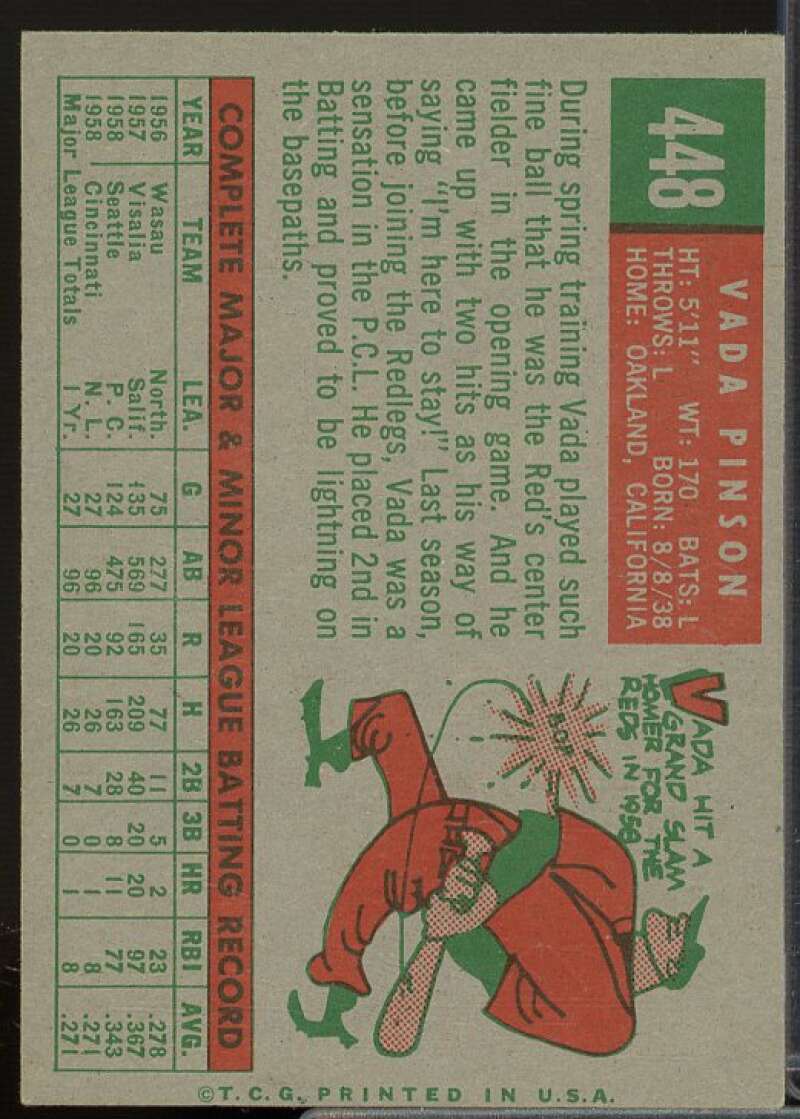 448
VADA PINSON
HT: 5'11" WT: 170 BATS: L
THROWS: L BORN: 8/8/38
HOME: OAKLAND, CALIFORNIA
During spring training Vada played such
fine ball that he was the Red's center
fielder in the opening game. And he
came up with two hits as his way of
saying "I'm here to stay!" Last season,
before joining the Redlegs, Vada was a
sensation in the P.C.L. He placed 2nd in
Batting and proved to be lightning on
the basepaths.
VADA HIT A
GRAND SLAM
HOMER FOR THE
REDS IN 1958
BOP
COMPLETE MAJOR & MINOR LEAGUE BATTING RECORD
YEAR TEAM LEA. G AB R H 2B 3B HR RBI AVG.
1956 Wasau North. 75 277 35 77 11 5 2 23 .278
1957 Visalia Salif. 135 569 165 209 40 20 20 97 .367
1958 Seattle P. C. 124 475 92 163 28 8 11 77 .343
1958 Cincinnati N. L. 27 96 20 26 7 0 1 8 .271
Major League Totals 1 Yr. 27 96 20 26 7 0 1 8 .271
©T.C.G. PRINTED IN U.S.A.